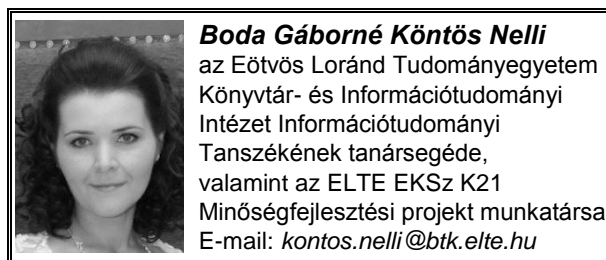 Boda Gáborné Köntös Nelli
az Eötvös Loránd Tudományegyetem
Könyvtár- és Információtudományi
Intézet Információtudományi
Tanszékének tanársegéde,
valamint az ELTE EKSz K21
Minőségfejlesztési projekt munkatársa
E-mail: kontos.nelli@btk.elte.hu